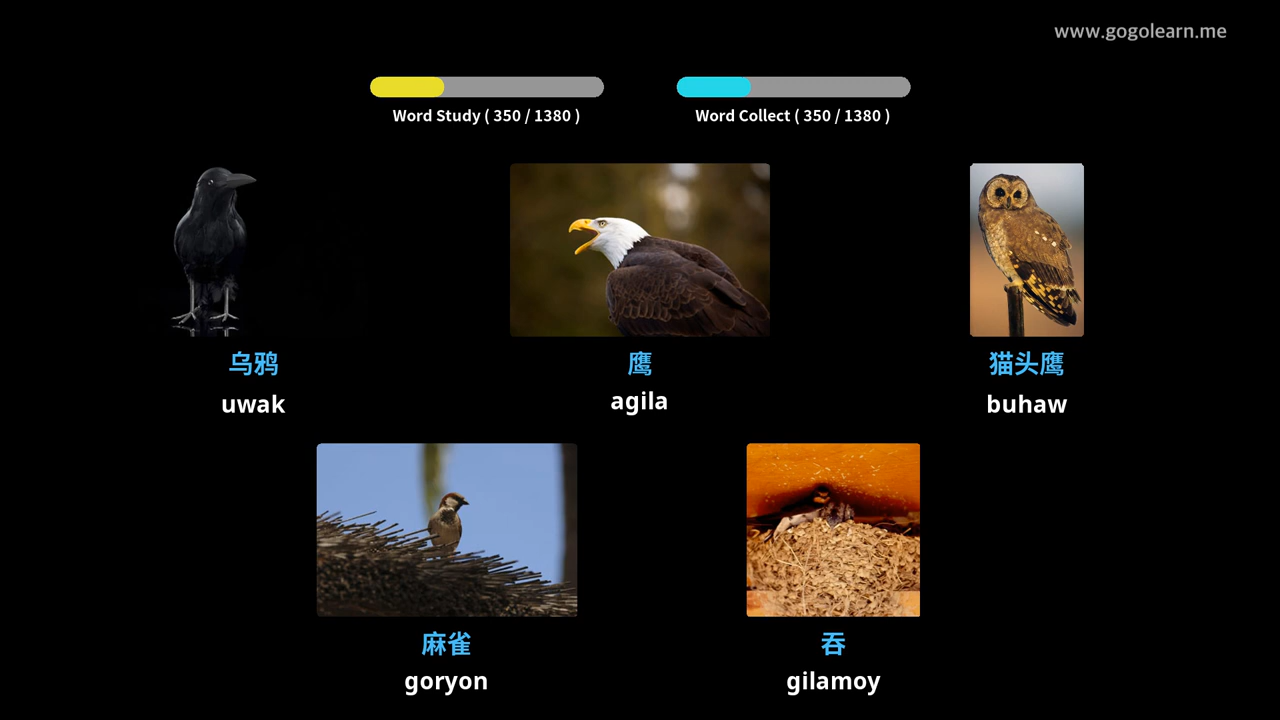 www.gogolearn.me
Word Study ( 350 / 1380 )
Word Collect ( 350 / 1380 )
乌鸦
uwak
鹰
agila
猫头鹰
buhaw
麻雀
goryon
吞
gilamoy